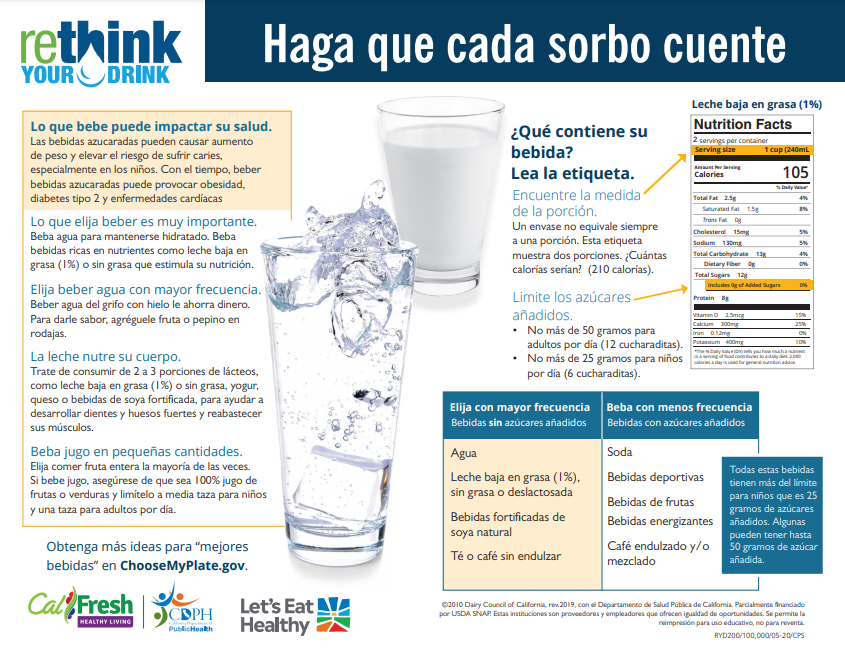 rethink
YOUR DRINK
Haga que cada sorbo cuente
Lo que bebe puede impactar su salud.
Las bebidas azucaradas pueden causar aumento
de peso y elevar el riesgo de sufrir caries,
especialmente en los niños. Con el tiempo, beber
bebidas azucaradas puede provocar obesidad,
diabetes tipo 2 y enfermedades cardíacas
Lo que elija beber es muy importante.
Beba agua para mantenerse hidratado. Beba
bebidas ricas en nutrientes como leche baja en
grasa (1%) o sin grasa que estimula su nutrición.
Elija beber agua con mayor frecuencia.
Beber agua del grifo con hielo le ahorra dinero.
Para darle sabor, agréguele fruta o pepino en
rodajas.
La leche nutre su cuerpo.
Trate de consumir de 2 a 3 porciones de lácteos,
como leche baja en grasa (1%) o sin grasa, yogur,
queso o bebidas de soya fortificada, para ayudar a
desarrollar dientes y huesos fuertes y reabastecer
sus músculos.
Beba jugo en pequeñas cantidades.
Elija comer fruta entera la mayoría de las veces.
Si bebe jugo, asegúrese de que sea 100% jugo de
frutas o verduras y limítelo a media taza para niños
y una taza para adultos por día.
Obtenga más ideas para “mejores
bebidas” en ChooseMyPlate.gov.
CalFresh
HEALTHY LIVING
CDPH
PublicHealth
Let's Eat
Healthy
¿Qué contiene su
bebida?
Lea la etiqueta.
Encuentre la medida
de la porción.
Un envase no equivale siempre
a una porción. Esta etiqueta
muestra dos porciones. ¿Cuántas
calorías serían? (210 calorías).
Limite los azúcares
añadidos.
• No más de 50 gramos para
adultos por día (12 cucharaditas).
• No más de 25 gramos para niños
por día (6 cucharaditas).
Leche baja en grasa (1%)
Nutrition Facts
2 servings per container
Serving size 1 cup (240mL
Amount Per Serving
Calories 105
% Daily Value*
Total Fat 2.5g 4%
Saturated Fat 1.5g 8%
Trans Fat 0g
Cholesterol 15mg 5%
Sodium 130mg 5%
Total Carbohydrate 13g 4%
Dietary Fiber 0g 0%
Total Sugars 12g
Includes 0g of Added Sugars 0%
Protein 8g
Vitamin D 2.5mcg 15%
Calcium 300mg 25%
Iron 0.12mg 0%
Potassium 400mg 10%
*The % Daily Value (DV) tells you how much a nutrient
in a serving of food contributes to a daily diet. 2,000
calories a day is used for general nutrition advice.
Elija con mayor frecuencia
Bebidas sin azúcares añadidos
Agua
Leche baja en grasa (1%),
sin grasa o deslactosada
Bebidas fortificadas de
soya natural
Té o café sin endulzar
Beba con menos frecuencia
Bebidas con azúcares añadidos
Soda
Bebidas deportivas
Bebidas de frutas
Bebidas energizantes
Café endulzado y/o
mezclado
Todas estas bebidas
tienen más del límite
para niños que es 25
gramos de azúcares
añadidos. Algunas
pueden tener hasta
50 gramos de azúcar
añadida.
©2010 Dairy Council of California, rev. 2019, con el Departamento de Salud Pública de California. Parcialmente financiado
por USDA SNAP. Estas instituciones son proveedores y empleadores que ofrecen igualdad de oportunidades. Se permite la
reimpresión para uso educativo, no para reventa.
RYD200/100,000/05-20/CPS